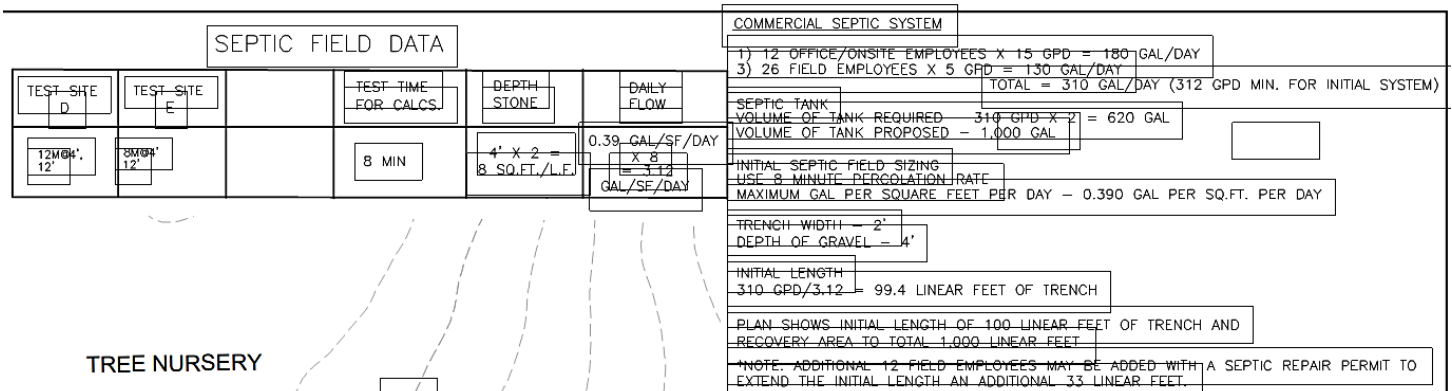 SEPTIC FIELD DATA
TEST SITE D
TEST SITE E
TEST TIME FOR CALCS.
DEPTH STONE
DAILY FLOW
12M@4', 12'
8M@4' 12'
8 MIN
4' X 2 = 8 SQ.FT./L.F.
0.39 GAL/SF/DAY
X 8
= 3.12
GAL/SF/DAY
COMMERCIAL SEPTIC SYSTEM
1) 12 OFFICE/ONSITE EMPLOYEES X 15 GPD = 180 GAL/DAY
3) 26 FIELD EMPLOYEES X 5 GPD = 130 GAL/DAY
TOTAL = 310 GAL/DAY (312 GPD MIN. FOR INITIAL SYSTEM)
SEPTIC TANK
VOLUME OF TANK REQUIRED 310 GPD X 2 = 620 GAL
VOLUME OF TANK PROPOSED – 1,000 GAL
INITIAL SEPTIC FIELD SIZING
USE 8 MINUTE PERCOLATION RATE
MAXIMUM GAL PER SQUARE FEET PER DAY – 0.390 GAL PER SQ.FT. PER DAY
TRENCH WIDTH – 2'
DEPTH OF GRAVEL – 4'
INITIAL LENGTH
310 GPD/3.12 = 99.4 LINEAR FEET OF TRENCH
PLAN SHOWS INITIAL LENGTH OF 100 LINEAR FEET OF TRENCH AND
RECOVERY AREA TO TOTAL 1,000 LINEAR FEET
*NOTE. ADDITIONAL 12 FIELD EMPLOYEES MAY BE ADDED WITH A SEPTIC REPAIR PERMIT TO
EXTEND THE INITIAL LENGTH AN ADDITIONAL 33 LINEAR FEET.
TREE NURSERY